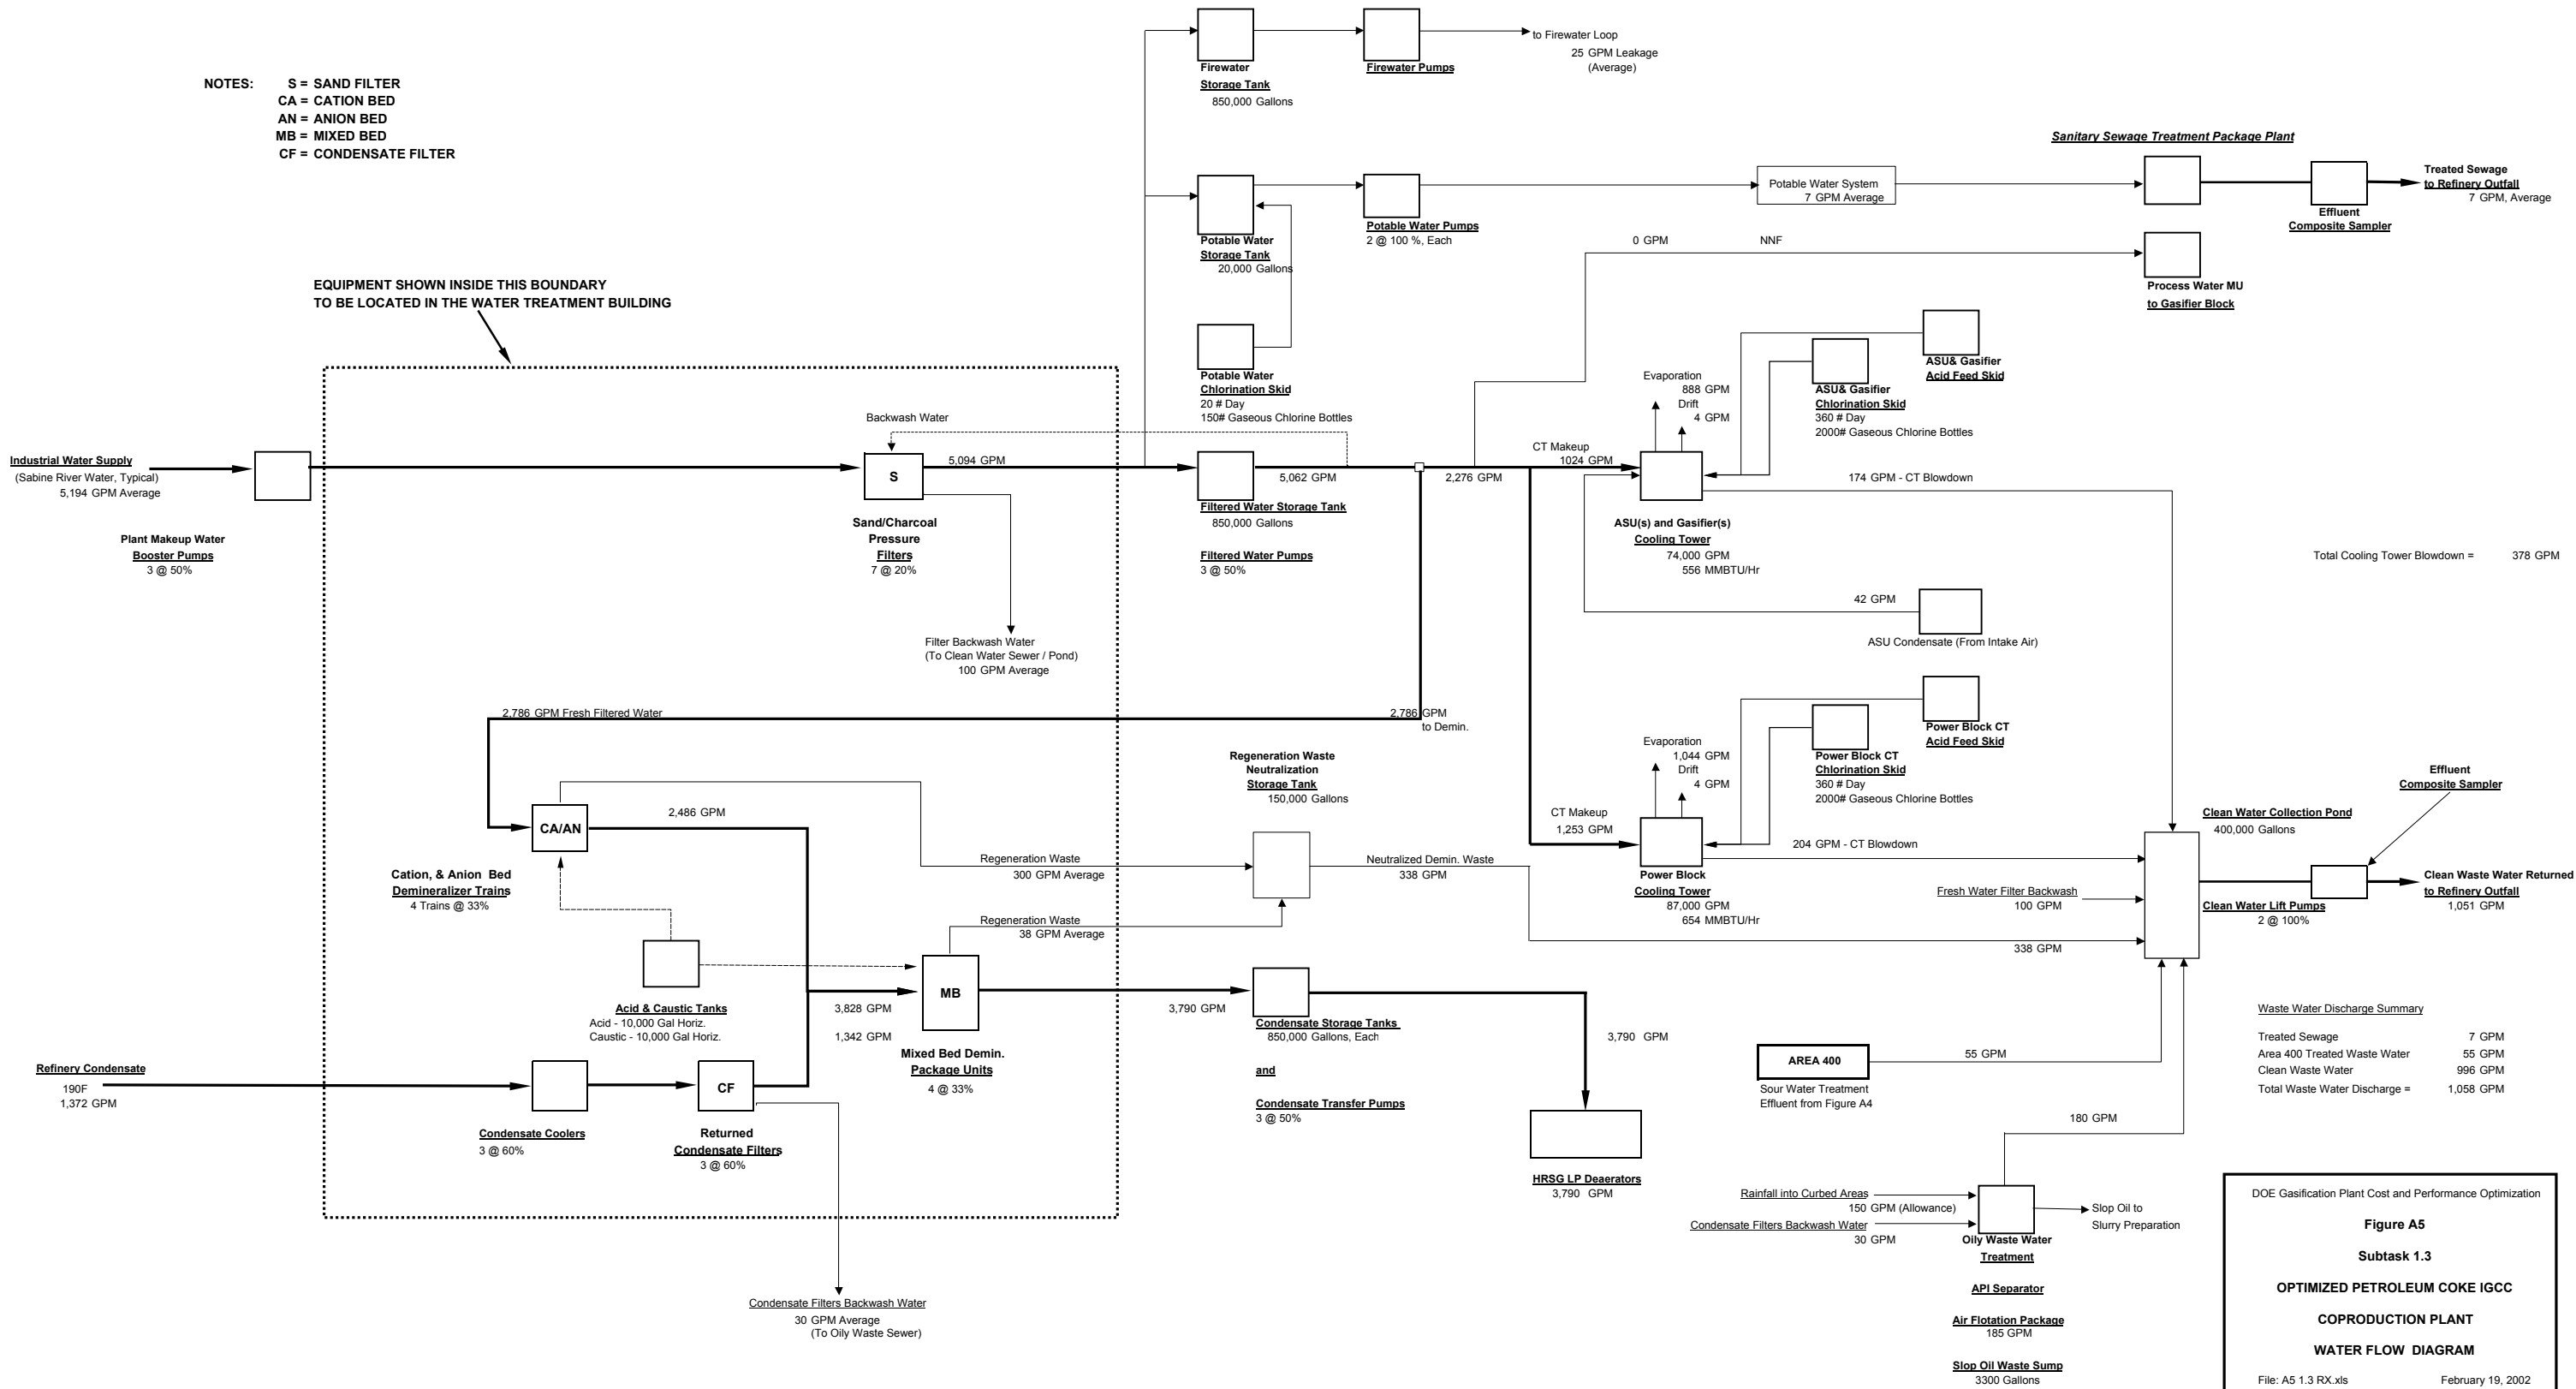 NOTES: S = SAND FILTER
CA = CATION BED
AN = ANION BED
MB = MIXED BED
CF = CONDENSATE FILTER
EQUIPMENT SHOWN INSIDE THIS BOUNDARY
TO BE LOCATED IN THE WATER TREATMENT BUILDING
Firewater
Storage Tank
850,000 Gallons
Firewater Pumps
to Firewater Loop
25 GPM Leakage
(Average)
Potable Water
Storage Tank
20,000 Gallons
Potable Water Pumps
2 @ 100 %, Each
Potable Water System
7 GPM Average
Sanitary Sewage Treatment Package Plant
Effluent
Composite Sampler
Treated Sewage
to Refinery Outfall
7 GPM, Average
0 GPM NNF
Process Water MU
to Gasifier Block
Potable Water
Chlorination Skid
20 # Day
150# Gaseous Chlorine Bottles
Industrial Water Supply
(Sabine River Water, Typical)
5,194 GPM Average
Plant Makeup Water
Booster Pumps
3 @ 50%
Backwash Water
S
5,094 GPM
Sand/Charcoal
Pressure
Filters
7 @ 20%
Filter Backwash Water
(To Clean Water Sewer / Pond)
100 GPM Average
5,062 GPM
Filtered Water Storage Tank
850,000 Gallons
Filtered Water Pumps
3 @ 50%
2,276 GPM
CT Makeup
1024 GPM
Evaporation
888 GPM
Drift
4 GPM
ASU& Gasifier
Chlorination Skid
360 # Day
2000# Gaseous Chlorine Bottles
ASU& Gasifier
Acid Feed Skid
174 GPM - CT Blowdown
ASU(s) and Gasifier(s)
Cooling Tower
74,000 GPM
556 MMBTU/Hr
Total Cooling Tower Blowdown = 378 GPM
42 GPM
ASU Condensate (From Intake Air)
2,786 GPM Fresh Filtered Water
2,786 GPM
to Demin.
CA/AN
2,486 GPM
Cation, & Anion Bed
Demineralizer Trains
4 Trains @ 33%
Acid & Caustic Tanks
Acid - 10,000 Gal Horiz.
Caustic - 10,000 Gal Horiz.
Regeneration Waste
300 GPM Average
Regeneration Waste
38 GPM Average
Regeneration Waste
Neutralization
Storage Tank
150,000 Gallons
Neutralized Demin. Waste
338 GPM
CT Makeup
1,253 GPM
Evaporation
1,044 GPM
Drift
4 GPM
Power Block CT
Chlorination Skid
360 # Day
2000# Gaseous Chlorine Bottles
Power Block CT
Acid Feed Skid
204 GPM - CT Blowdown
Power Block
Cooling Tower
87,000 GPM
654 MMBTU/Hr
Fresh Water Filter Backwash
100 GPM
338 GPM
Clean Water Collection Pond
400,000 Gallons
Clean Water Lift Pumps
2 @ 100%
Effluent
Composite Sampler
Clean Waste Water Returned
to Refinery Outfall
1,051 GPM
MB
3,828 GPM
1,342 GPM
Mixed Bed Demin.
Package Units
4 @ 33%
3,790 GPM
Condensate Storage Tanks
850,000 Gallons, Each
and
Condensate Transfer Pumps
3 @ 50%
3,790 GPM
HRSG LP Deaerators
3,790 GPM
Refinery Condensate
190F
1,372 GPM
Condensate Coolers
3 @ 60%
CF
Returned
Condensate Filters
3 @ 60%
Condensate Filters Backwash Water
30 GPM Average
(To Oily Waste Sewer)
AREA 400
Sour Water Treatment
Effluent from Figure A4
55 GPM
180 GPM
Rainfall into Curbed Areas
150 GPM (Allowance)
Condensate Filters Backwash Water
30 GPM
Slop Oil to
Slurry Preparation
Oily Waste Water
Treatment
API Separator
Air Flotation Package
185 GPM
Slop Oil Waste Sump
3300 Gallons
Waste Water Discharge Summary
Treated Sewage 7 GPM
Area 400 Treated Waste Water 55 GPM
Clean Waste Water 996 GPM
Total Waste Water Discharge = 1,058 GPM
DOE Gasification Plant Cost and Performance Optimization
Figure A5
Subtask 1.3
OPTIMIZED PETROLEUM COKE IGCC
COPRODUCTION PLANT
WATER FLOW DIAGRAM
File: A5 1.3 RX.xls February 19, 2002